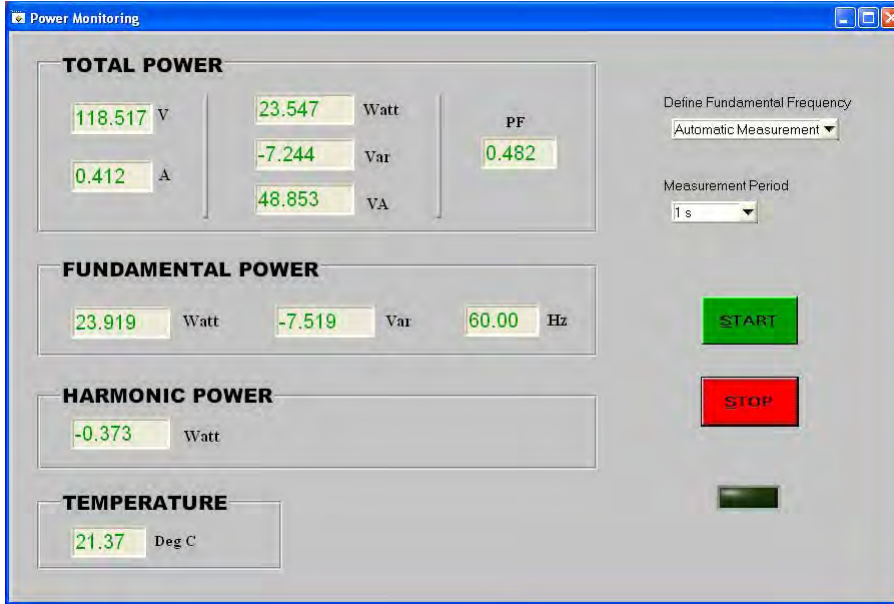 Power Monitoring
TOTAL POWER
118.517 V
0.412 A
23.547 Watt
-7.244 Var
48.853 VA
PF
0.482
Define Fundamental Frequency
Automatic Measurement
Measurement Period
1 s
FUNDAMENTAL POWER
23.919 Watt -7.519 Var 60.00 Hz
START
HARMONIC POWER
-0.373 Watt
STOP
TEMPERATURE
21.37 Deg C